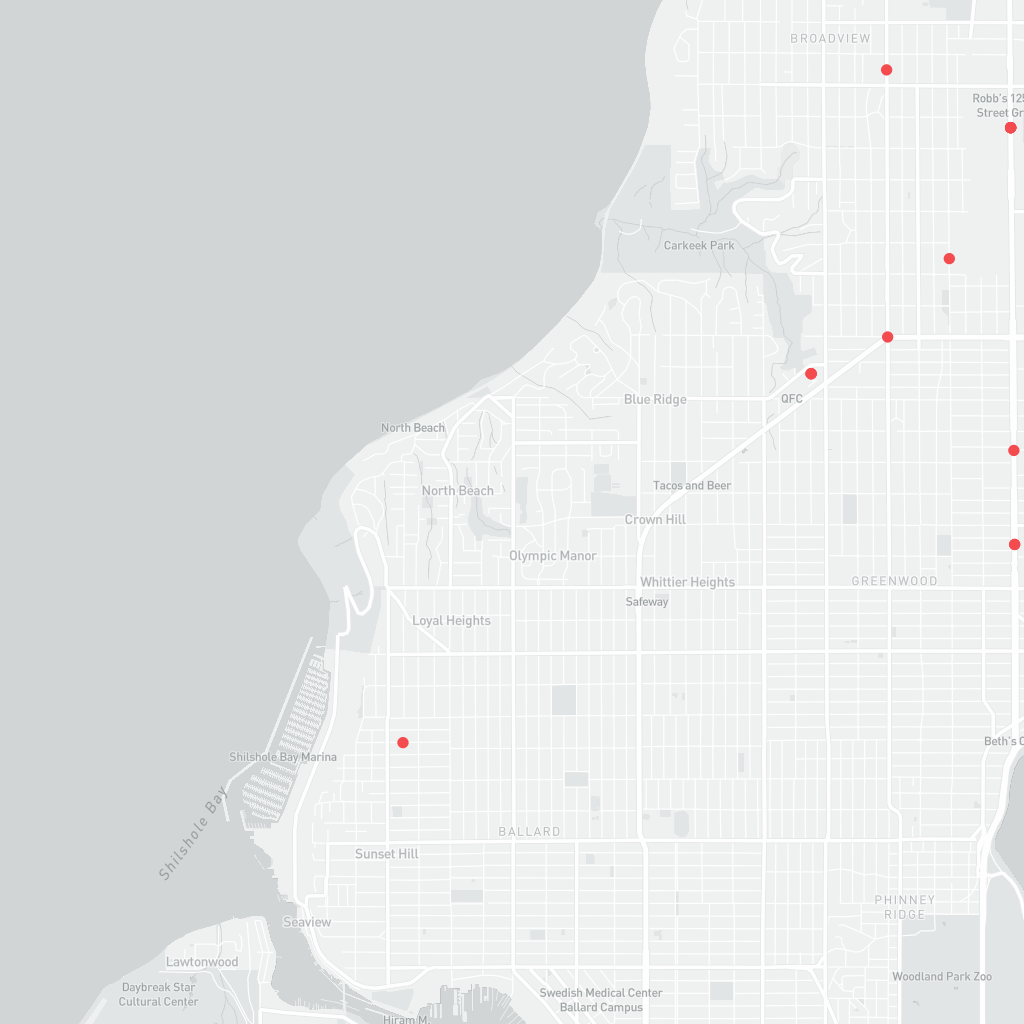 BROADVIEW
Robb's 125
Street Gr
Carkeek Park
Blue Ridge
QFC
North Beach
Tacos and Beer
North Beach
Crown Hill
Olympic Manor
Whittier Heights
GREENWOOD
Safeway
Loyal Heights
Beth's C
Shilshole Bay Marina
Shilshole Bay
BALLARD
Sunset Hill
PHINNEY
RIDGE
Seaview
Lawtonwood
Woodland Park Zoo
Daybreak Star
Cultural Center
Swedish Medical Center
Ballard Campus
Hiram M.